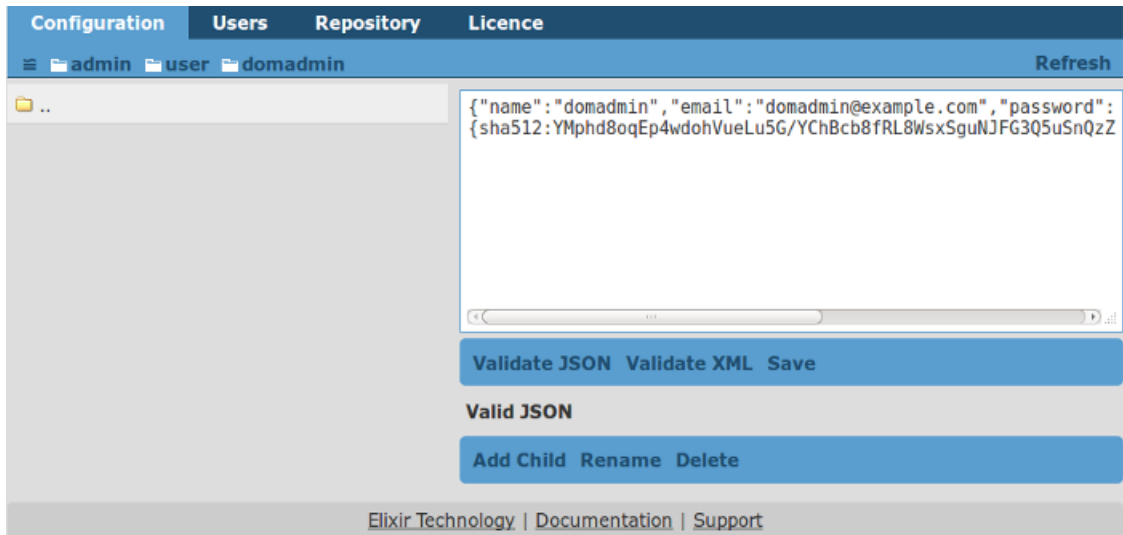 Configuration Users Repository Licence
admin user domadmin Refresh
..
{"name":"domadmin","email":"domadmin@example.com","password":
{sha512:YMphd8oqEp4wdohVueLu5G/YChBcb8fRL8WsxSguNJFG3Q5uSnQzZ
Validate JSON Validate XML Save
Valid JSON
Add Child Rename Delete
Elixir Technology | Documentation | Support